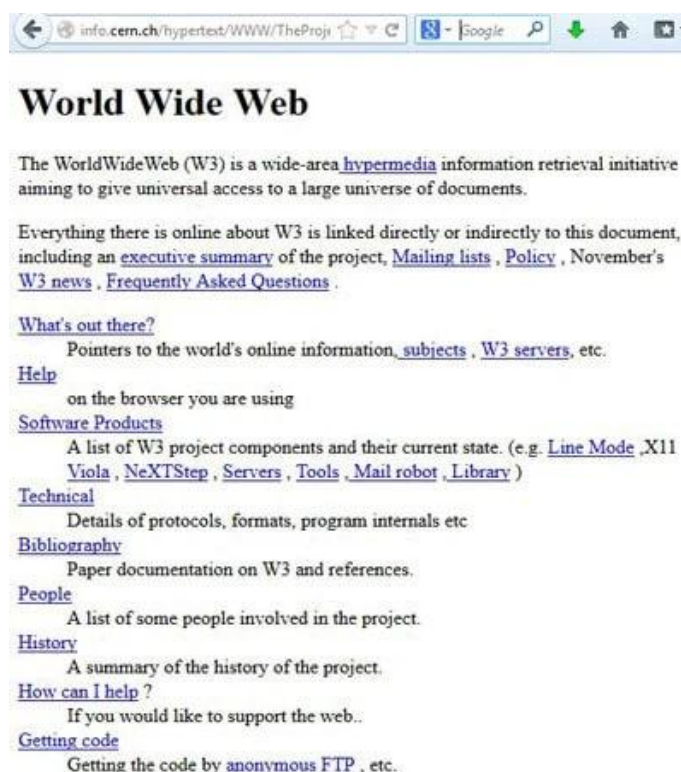 info.cern.ch/hypertext/WWW/TheProj Google
World Wide Web
The WorldWideWeb (W3) is a wide-area hypermedia information retrieval initiative
aiming to give universal access to a large universe of documents.
Everything there is online about W3 is linked directly or indirectly to this document,
including an executive summary of the project, Mailing lists , Policy , November's
W3 news , Frequently Asked Questions .
What's out there?
Pointers to the world's online information, subjects , W3 servers, etc.
Help
on the browser you are using
Software Products
A list of W3 project components and their current state. (e.g. Line Mode ,X11
Viola , NeXTStep , Servers , Tools , Mail robot , Library )
Technical
Details of protocols, formats, program internals etc
Bibliography
Paper documentation on W3 and references.
People
A list of some people involved in the project.
History
A summary of the history of the project.
How can I help ?
If you would like to support the web..
Getting code
Getting the code by anonymous FTP , etc.